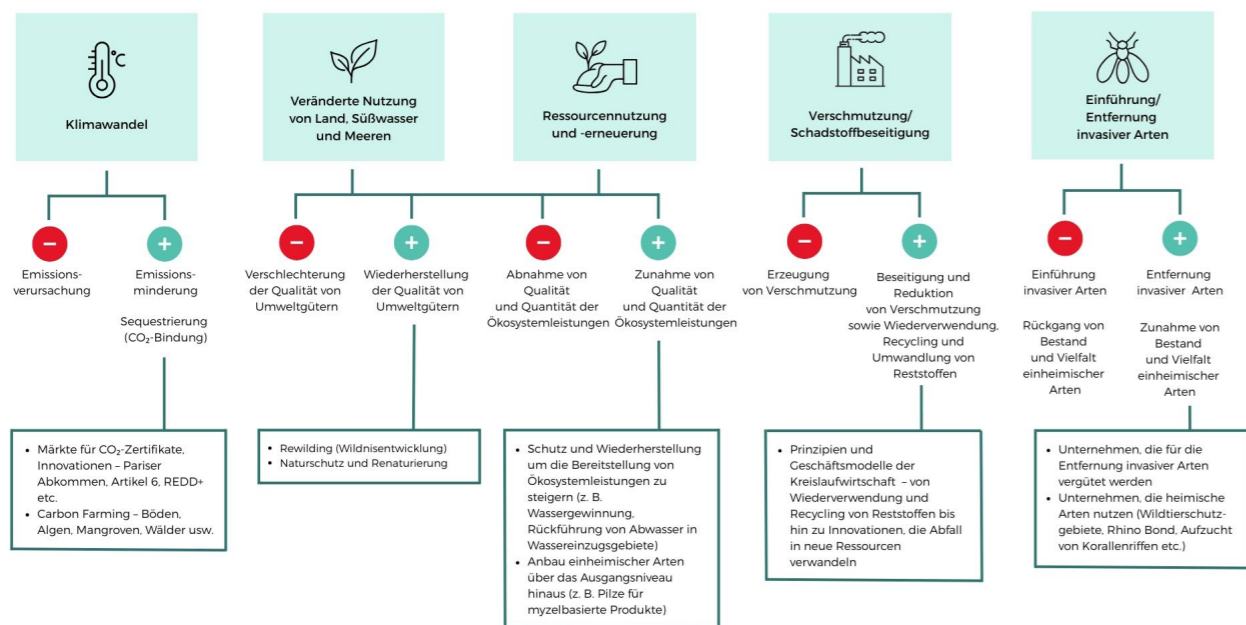 °C
Klimawandel
Veränderte Nutzung
von Land, Süßwasser
und Meeren
Ressourcennutzung
und -erneuerung
Verschmutzung/
Schadstoffbeseitigung
Einführung/
Entfernung
invasiver Arten
−
+
−
+
−
+
−
+
−
+
Emissions-
verursachung
Emissions-
minderung
Sequestrierung
(CO₂-Bindung)
Verschlechterung
der Qualität von
Umweltgütern
Wiederherstellung
der Qualität von
Umweltgütern
Abnahme von
Qualität
und Quantität der
Ökosystemleistungen
Zunahme von
Qualität
und Quantität der
Ökosystemleistungen
Erzeugung
von Verschmutzung
Beseitigung und
Reduktion
von Verschmutzung
sowie Wiederverwendung,
Recycling und
Umwandlung von
Reststoffen
Einführung
invasiver Arten
Rückgang von
Bestand
und Vielfalt
einheimischer
Arten
Entfernung
invasiver Arten
Zunahme von
Bestand
und Vielfalt
einheimischer
Arten
• Märkte für CO₂-Zertifikate,
Innovationen – Pariser
Abkommen, Artikel 6, REDD+
etc.
• Carbon Farming – Böden,
Algen, Mangroven, Wälder usw.
• Rewilding (Wildnisentwicklung)
• Naturschutz und Renaturierung
• Schutz und Wiederherstellung
um die Bereitstellung von
Ökosystemleistungen zu
steigern (z. B.
Wassergewinnung,
Rückführung von Abwasser in
Wassereinzugsgebiete)
• Anbau einheimischer Arten
über das Ausgangsniveau
hinaus (z. B. Pilze für
myzelbasierte Produkte)
• Prinzipien und
Geschäftsmodelle der
Kreislaufwirtschaft – von
Wiederverwendung und
Recycling von Reststoffen bis
hin zu Innovationen, die Abfall
in neue Ressourcen
verwandeln
• Unternehmen, die für die
Entfernung invasiver Arten
vergütet werden
• Unternehmen, die heimische
Arten nutzen (Wildtierschutz-
gebiete, Rhino Bond, Aufzucht
von Korallenriffen etc.)